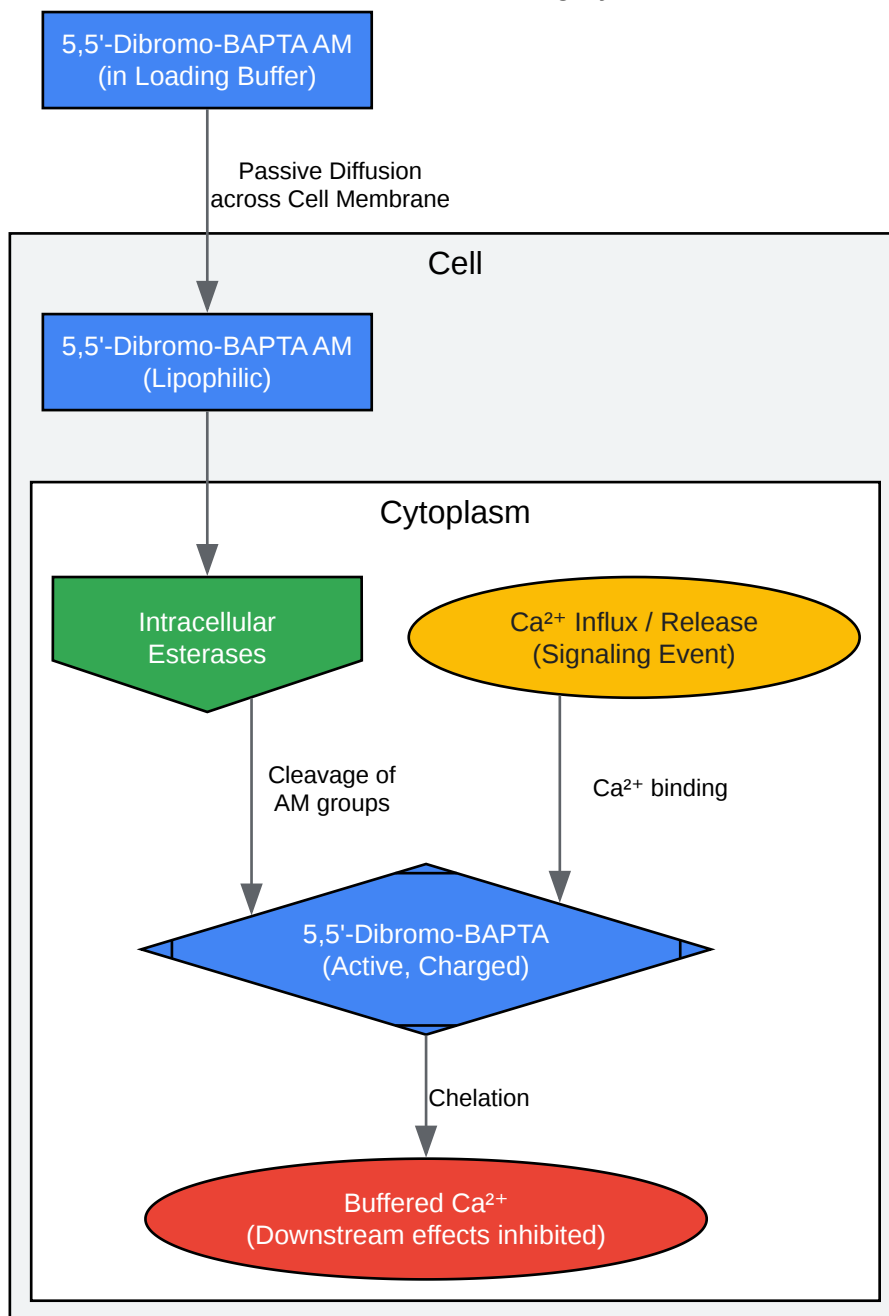 5,5'-Dibromo-BAPTA AM
(in Loading Buffer)
Passive Diffusion
across Cell Membrane
Cell
5,5'-Dibromo-BAPTA AM
(Lipophilic)
Cytoplasm
Intracellular
Esterases
Ca²⁺ Influx / Release
(Signaling Event)
Cleavage of
AM groups
Ca²⁺ binding
5,5'-Dibromo-BAPTA
(Active, Charged)
Chelation
Buffered Ca²⁺
(Downstream effects inhibited)